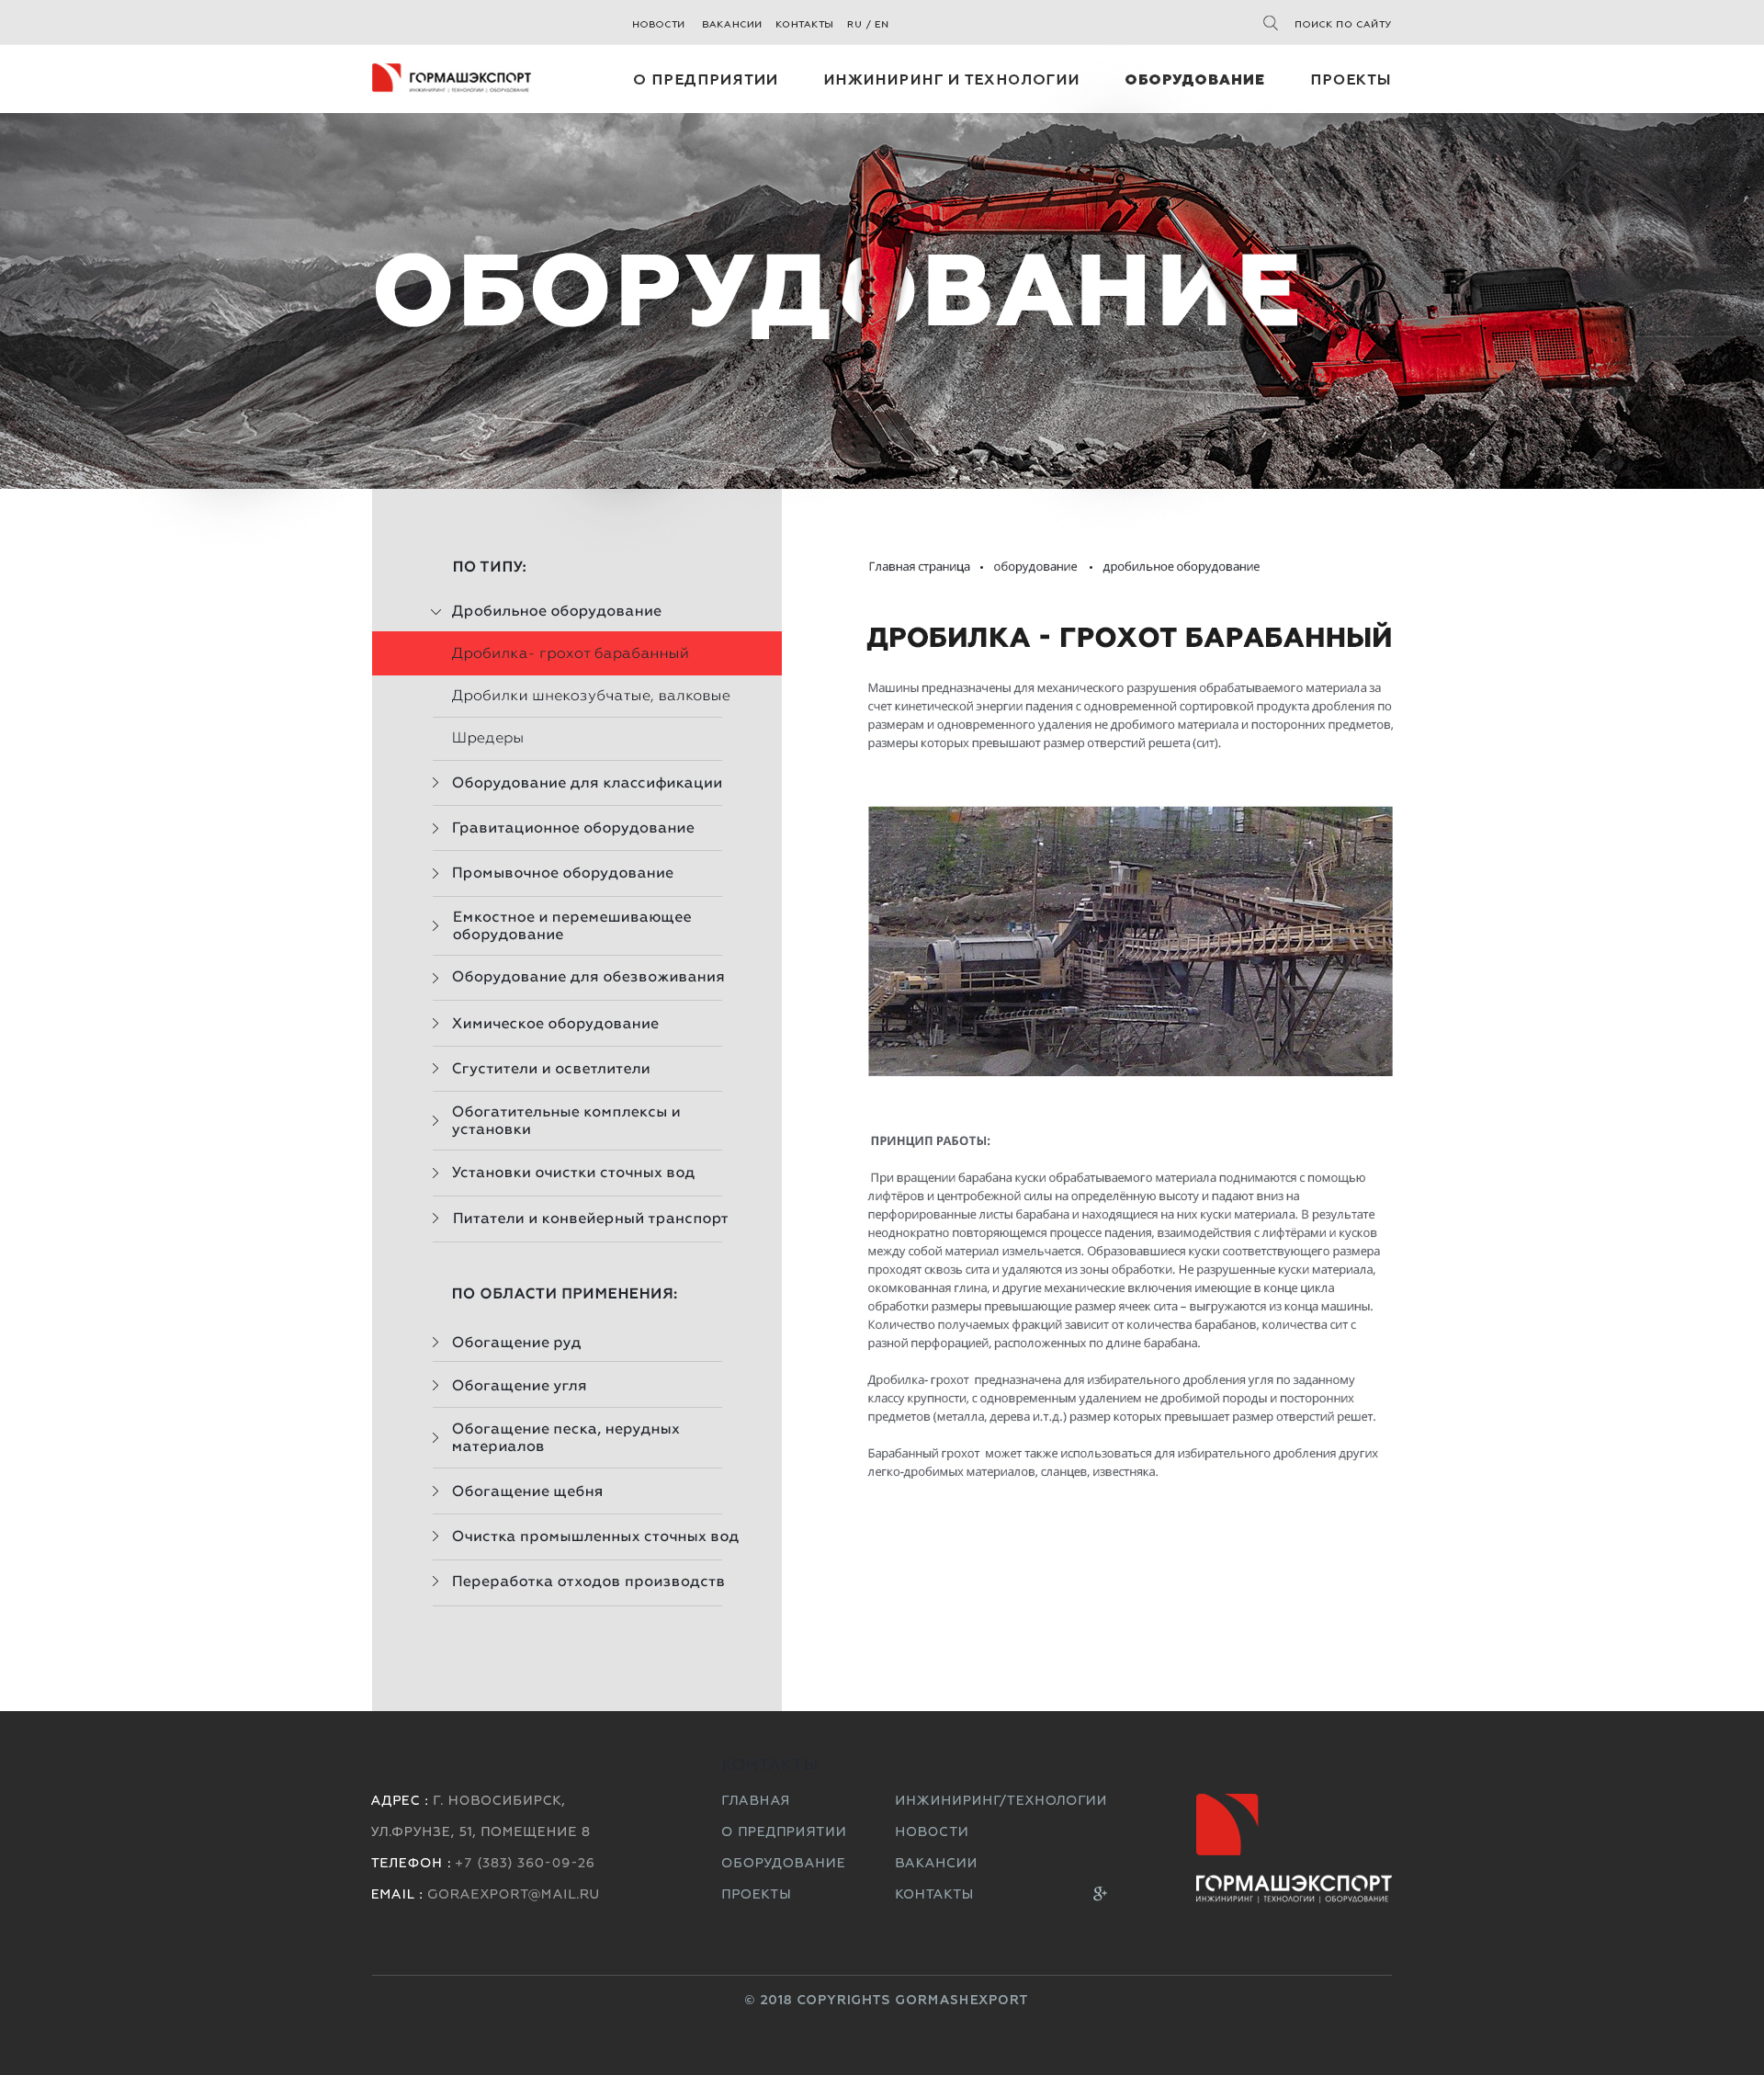 НОВОСТИ ВАКАНСИИ КОНТАКТЫ RU / EN ПОИСК ПО САЙТУ
ГОРМАШЭКСПОРТ
ИНЖИНИРИНГ | ТЕХНОЛОГИИ | ОБОРУДОВАНИЕ
О ПРЕДПРИЯТИИ ИНЖИНИРИНГ И ТЕХНОЛОГИИ ОБОРУДОВАНИЕ ПРОЕКТЫ
ОБОРУДОВАНИЕ
ПО ТИПУ:
Дробильное оборудование
Дробилка- грохот барабанный
Дробилки шнекозубчатые, валковые
Шредеры
Оборудование для классификации
Гравитационное оборудование
Промывочное оборудование
Емкостное и перемешивающее
оборудование
Оборудование для обезвоживания
Химическое оборудование
Сгустители и осветлители
Обогатительные комплексы и
установки
Установки очистки сточных вод
Питатели и конвейерный транспорт
ПО ОБЛАСТИ ПРИМЕНЕНИЯ:
Обогащение руд
Обогащение угля
Обогащение песка, нерудных
материалов
Обогащение щебня
Очистка промышленных сточных вод
Переработка отходов производств
Главная страница • оборудование • дробильное оборудование
ДРОБИЛКА - ГРОХОТ БАРАБАННЫЙ
Машины предназначены для механического разрушения обрабатываемого материала за
счет кинетической энергии падения с одновременной сортировкой продукта дробления по
размерам и одновременного удаления не дробимого материала и посторонних предметов,
размеры которых превышают размер отверстий решета (сит).
ПРИНЦИП РАБОТЫ:
При вращении барабана куски обрабатываемого материала поднимаются с помощью
лифтёров и центробежной силы на определённую высоту и падают вниз на
перфорированные листы барабана и находящиеся на них куски материала. В результате
неоднократно повторяющемся процессе падения, взаимодействия с лифтёрами и кусков
между собой материал измельчается. Образовавшиеся куски соответствующего размера
проходят сквозь сита и удаляются из зоны обработки. Не разрушенные куски материала,
окомкованная глина, и другие механические включения имеющие в конце цикла
обработки размеры превышающие размер ячеек сита – выгружаются из конца машины.
Количество получаемых фракций зависит от количества барабанов, количества сит с
разной перфорацией, расположенных по длине барабана.
Дробилка- грохот предназначена для избирательного дробления угля по заданному
классу крупности, с одновременным удалением не дробимой породы и посторонних
предметов (металла, дерева и.т.д.) размер которых превышает размер отверстий решет.
Барабанный грохот может также использоваться для избирательного дробления других
легко-дробимых материалов, сланцев, известняка.
КОНТАКТЫ
АДРЕС : Г. НОВОСИБИРСК,
УЛ.ФРУНЗЕ, 51, ПОМЕЩЕНИЕ 8
ТЕЛЕФОН : +7 (383) 360-09-26
EMAIL : GORAEXPORT@MAIL.RU
ГЛАВНАЯ
О ПРЕДПРИЯТИИ
ОБОРУДОВАНИЕ
ПРОЕКТЫ
ИНЖИНИРИНГ/ТЕХНОЛОГИИ
НОВОСТИ
ВАКАНСИИ
КОНТАКТЫ
g+
ГОРМАШЭКСПОРТ
ИНЖИНИРИНГ | ТЕХНОЛОГИИ | ОБОРУДОВАНИЕ
© 2018 COPYRIGHTS GORMASHEXPORT